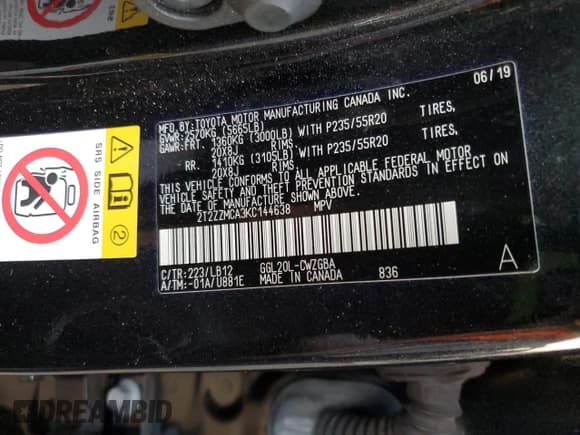 06/19
MFD.BY:TOYOTA MOTOR MANUFACTURING CANADA INC.
GVWR:2570KG (5665LB)
GAWR:FRT. 1360KG (3000LB) WITH P235/55R20 TIRES,
20X8J RIMS,
RR. 1410KG (3105LB) WITH P235/55R20 TIRES,
20X8J RIMS.
THIS VEHICLE CONFORMS TO ALL APPLICABLE FEDERAL MOTOR
VEHICLE SAFETY AND THEFT PREVENTION STANDARDS IN EFFECT
ON THE DATE OF MANUFACTURE SHOWN ABOVE.
2T2ZZMCA3KC144638 MPV
C/TR:223/LB12 GGL20L-CWZGBA
A/TM:-01A/U881E MADE IN CANADA 836
A
SRS SIDE AIRBAG
2
DREAMBID